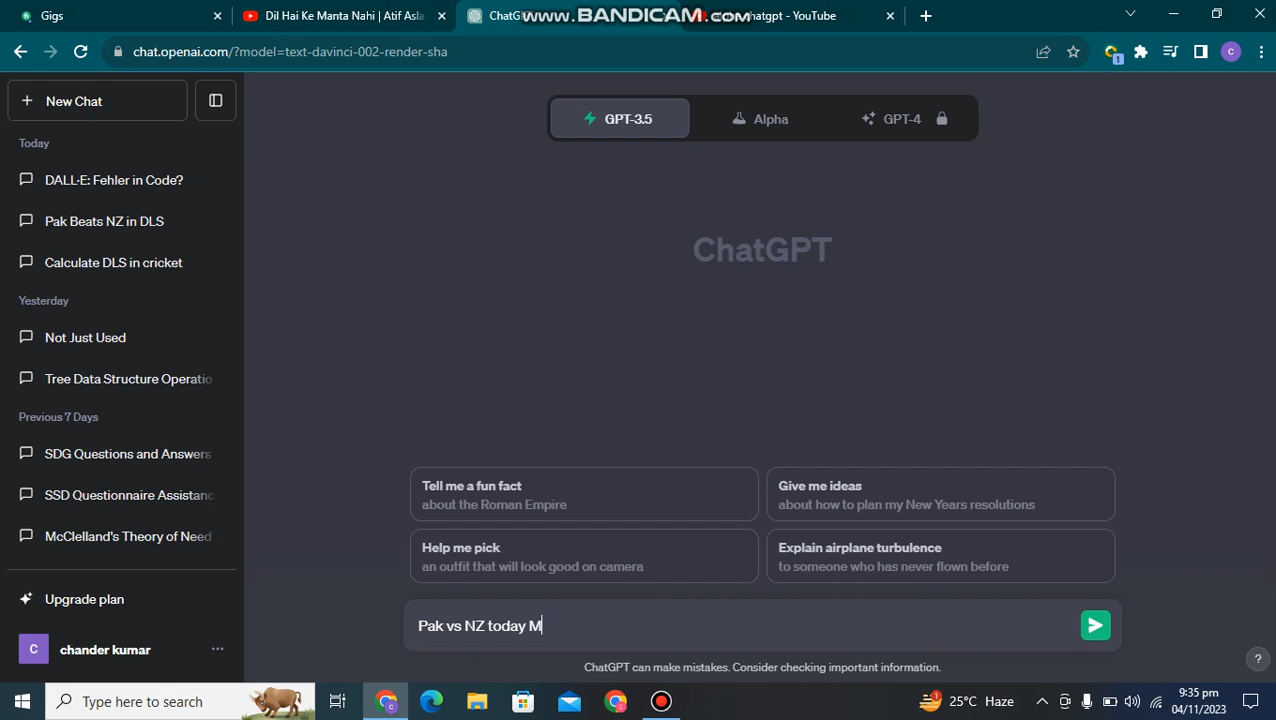 Gigs
Dil Hai Ke Manta Nahi | Atif Asla
ChatG
www.BANDICAM.com
chatgpt - YouTube
chat.openai.com/?model=text-davinci-002-render-sha
1
C
New Chat
GPT-3.5
Alpha
GPT-4
Today
DALL·E: Fehler in Code?
Pak Beats NZ in DLS
Calculate DLS in cricket
Yesterday
Not Just Used
Tree Data Structure Operatio
Previous 7 Days
SDG Questions and Answers
SSD Questionnaire Assistanc
McClelland's Theory of Need
Upgrade plan
C
chander kumar
ChatGPT
Tell me a fun fact
about the Roman Empire
Give me ideas
about how to plan my New Years resolutions
Help me pick
an outfit that will look good on camera
Explain airplane turbulence
to someone who has never flown before
Pak vs NZ today M
ChatGPT can make mistakes. Consider checking important information.
?
Type here to search
1
25°C Haze
9:35 pm
04/11/2023